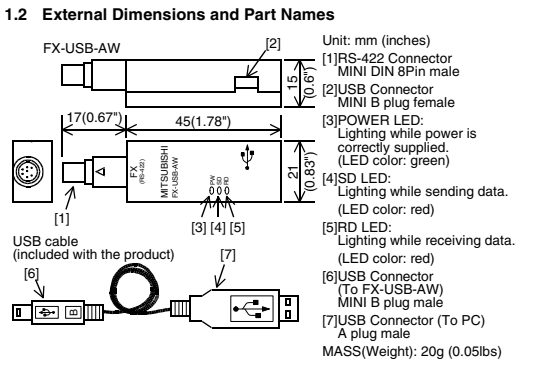 1.2 External Dimensions and Part Names
FX-USB-AW
[2]
15
(0.6")
17(0.67")
45(1.78")
FX
(RS-422)
MITSUBISHI
FX-USB-AW
PW
SD
RD
21
(0.83")
[1]
[3] [4] [5]
USB cable
(included with the product)
[6]
[7]
B
Unit: mm (inches)
[1]RS-422 Connector
MINI DIN 8Pin male
[2]USB Connector
MINI B plug female
[3]POWER LED:
Lighting while power is
correctly supplied.
(LED color: green)
[4]SD LED:
Lighting while sending data.
(LED color: red)
[5]RD LED:
Lighting while receiving data.
(LED color: red)
[6]USB Connector
(To FX-USB-AW)
MINI B plug male
[7]USB Connector (To PC)
A plug male
MASS(Weight): 20g (0.05lbs)